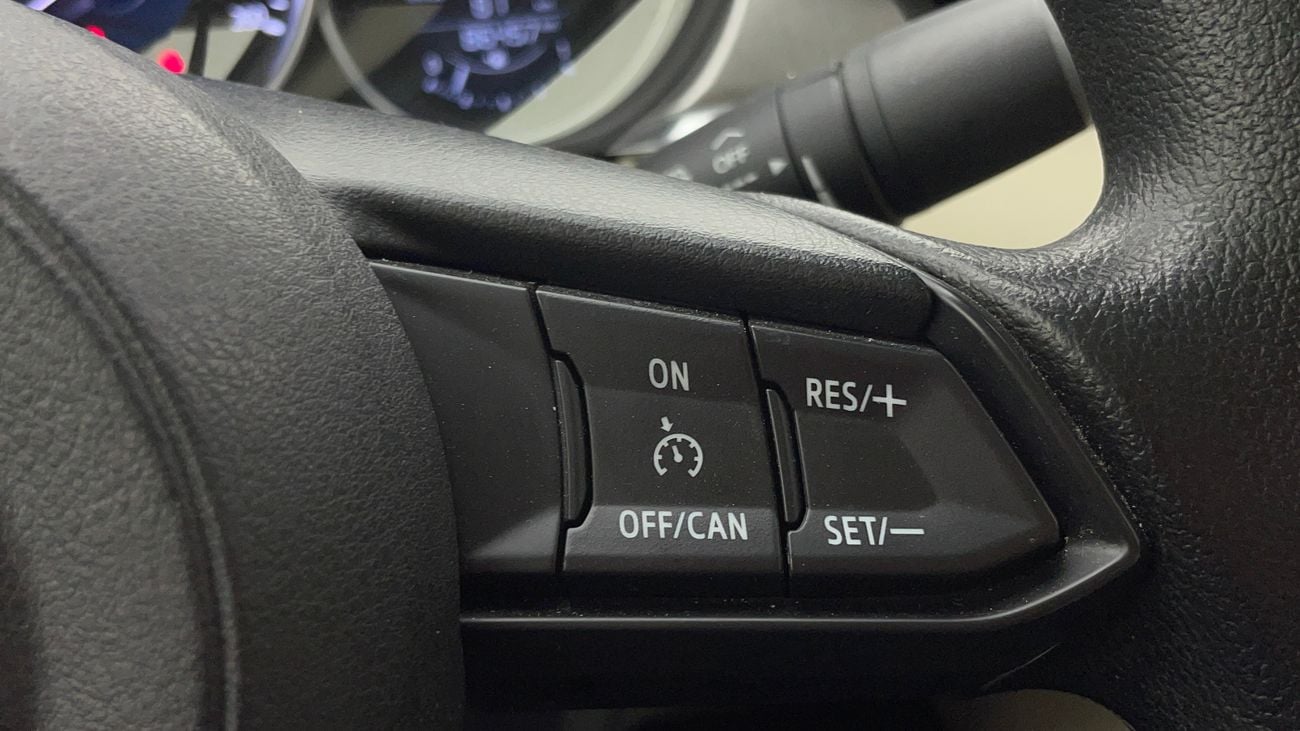 OFF
ON
RES/+
OFF/CAN
SET/−